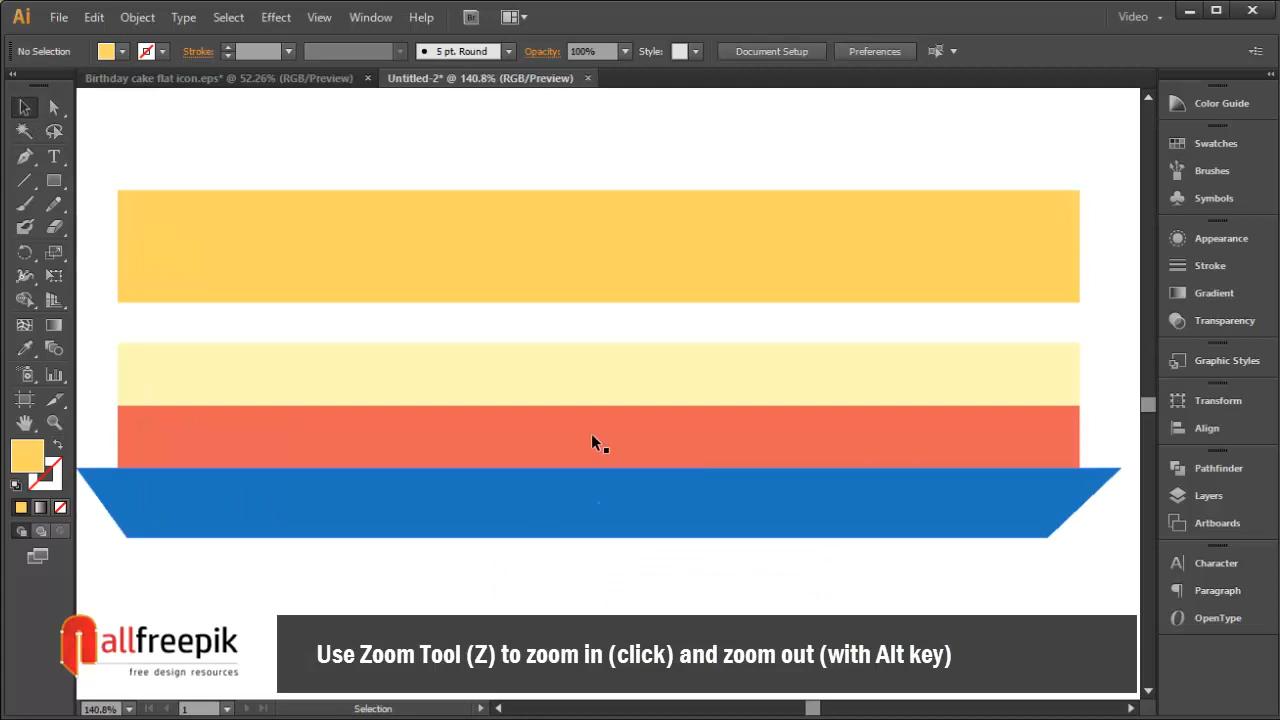 Ai File Edit Object Type Select Effect View Window Help Br Video
No Selection Stroke: 5 pt. Round Opacity: 100% Style: Document Setup Preferences
Birthday cake flat icon.eps* @ 52.26% (RGB/Preview) × Untitled-2* @ 140.8% (RGB/Preview) ×
Color Guide
Swatches
Brushes
Symbols
Appearance
Stroke
Gradient
Transparency
Graphic Styles
Transform
Align
Pathfinder
Layers
Artboards
Character
Paragraph
OpenType
allfreepik
free design resources
Use Zoom Tool (Z) to zoom in (click) and zoom out (with Alt key)
140.8% 1 Selection